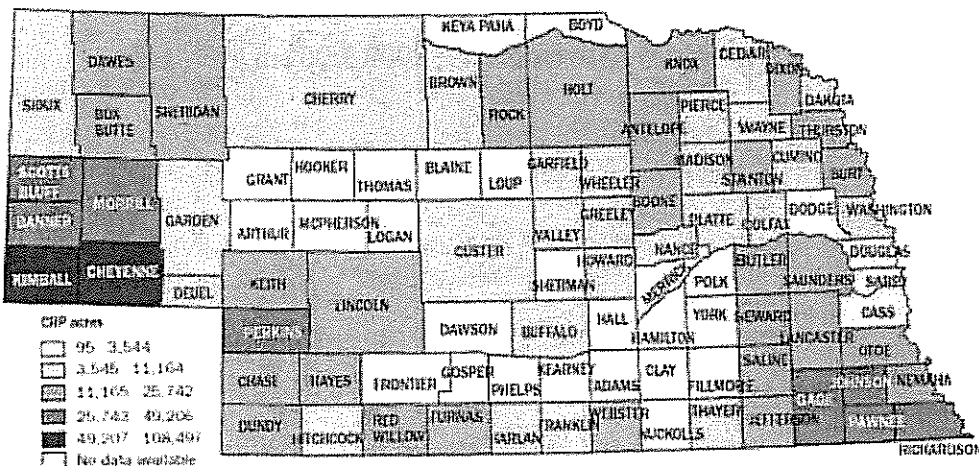 KEYA PAHA BOYD
DAWES KNOX CEDAR DIXON
SIOUX SHERIDAN CHERRY BROWN ROCK HOLT DAKOTA
BOX BUTTE
ANTELOPE PIERCE WAYNE THURSTON
SCOTTS BLUFF MORRILL GARDEN GRANT HOOKER THOMAS BLAINE LOUP GARFIELD WHEELER MADISON STANTON CUMING BURT
BANNER ARTHUR MCPHERSON LOGAN CUSTER VALLEY GREELEY BOONE PLATTE COLFAX DODGE WASHINGTON
KIMBALL CHEYENNE DEUEL KEITH LINCOLN SHERMAN HOWARD NANCE MERRICK POLK BUTLER SAUNDERS DOUGLAS SARPY
PERKINS DAWSON BUFFALO HALL HAMILTON YORK SEWARD LANCASTER CASS OTOE
CHASE HAYES FRONTIER GOSPER PHELPS KEARNEY ADAMS CLAY FILLMORE SALINE GAGE JOHNSON NEMAHA
DUNDY HITCHCOCK RED WILLOW FURNAS HARLAN FRANKLIN WEBSTER NUCKOLLS THAYER JEFFERSON PAWNEE RICHARDSON
CRP acres
95 3,544
3,545 11,164
11,165 25,742
25,743 49,206
49,207 108,497
No data available